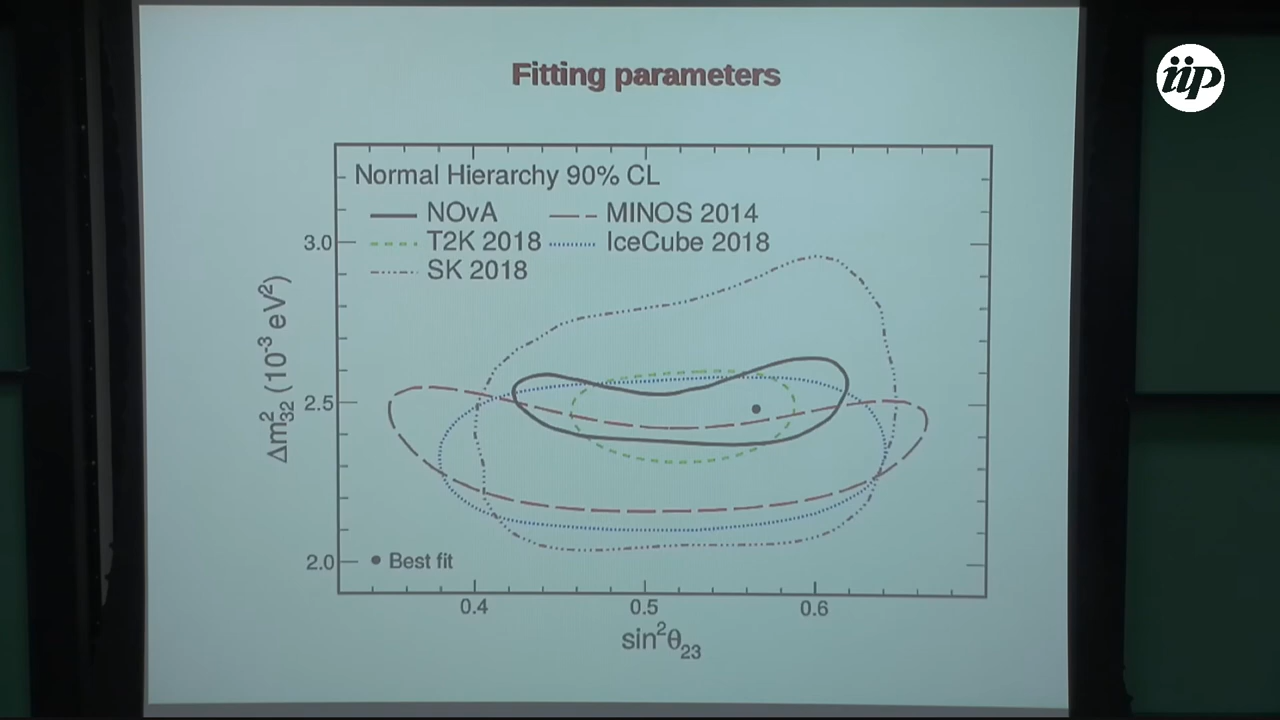 Fitting parameters
iip
Normal Hierarchy 90% CL
NOvA
MINOS 2014
T2K 2018
IceCube 2018
SK 2018
3.0
2.5
2.0
Δm²₃₂ (10⁻³ eV²)
Best fit
0.4
0.5
0.6
sin²θ₂₃